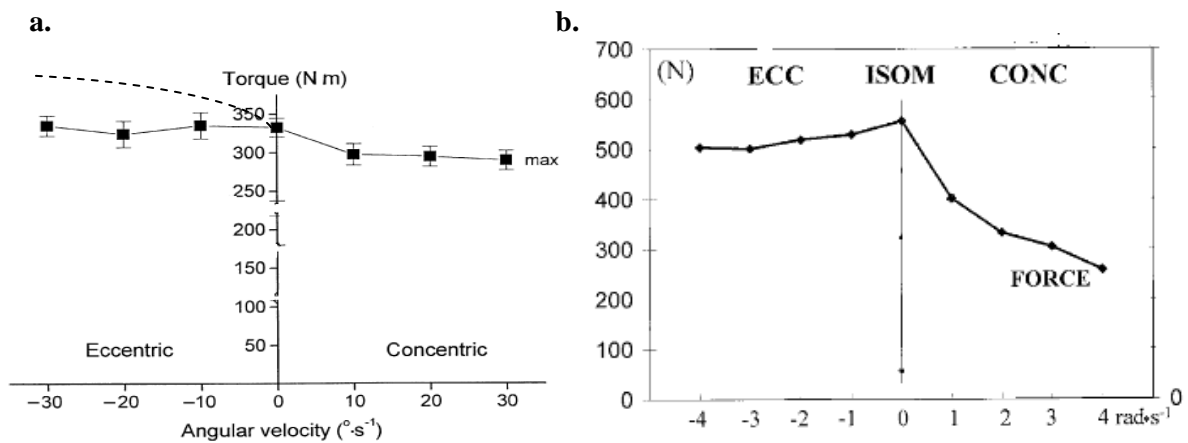 a.
Torque (N m)
350
300
250
200
150
100
50
max
Eccentric
Concentric
−30
−20
−10
0
10
20
30
Angular velocity (°·s⁻¹)
b.
700
600
500
400
300
200
100
0
(N)
ECC
ISOM
CONC
FORCE
0
-4
-3
-2
-1
0
1
2
3
4 rad•s⁻¹